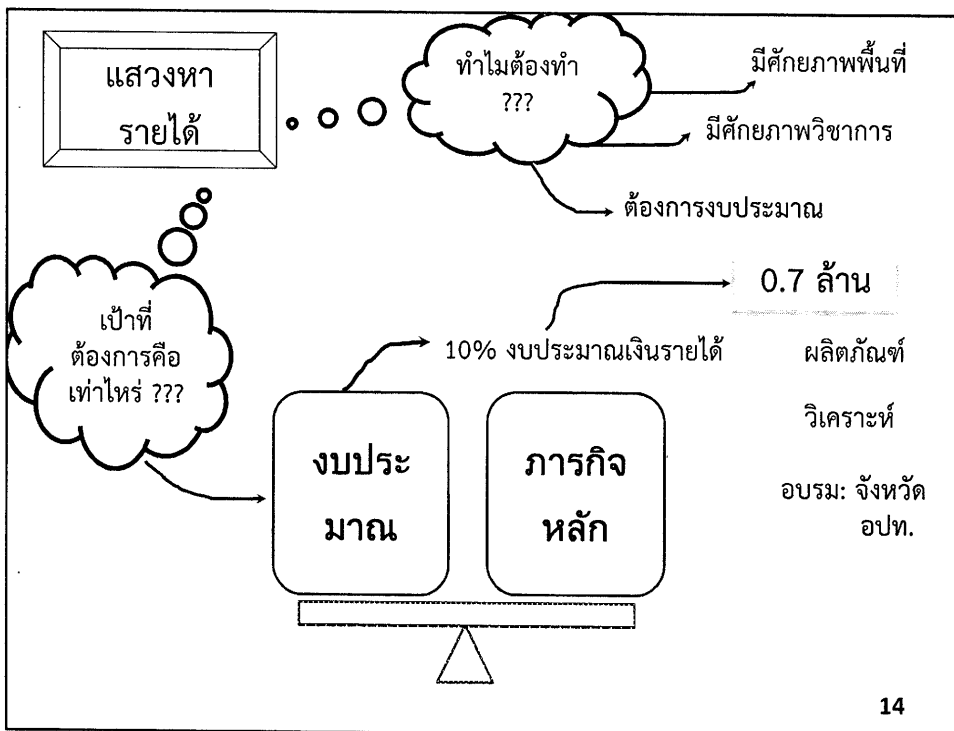 แสวงหา
รายได้
ทำไมต้องทำ
???
มีศักยภาพพื้นที่
มีศักยภาพวิชาการ
ต้องการงบประมาณ
เป้าที่
ต้องการคือ
เท่าไหร่ ???
0.7 ล้าน
10% งบประมาณเงินรายได้
ผลิตภัณฑ์
วิเคราะห์
อบรม: จังหวัด
อปท.
งบประ
มาณ
ภารกิจ
หลัก
14